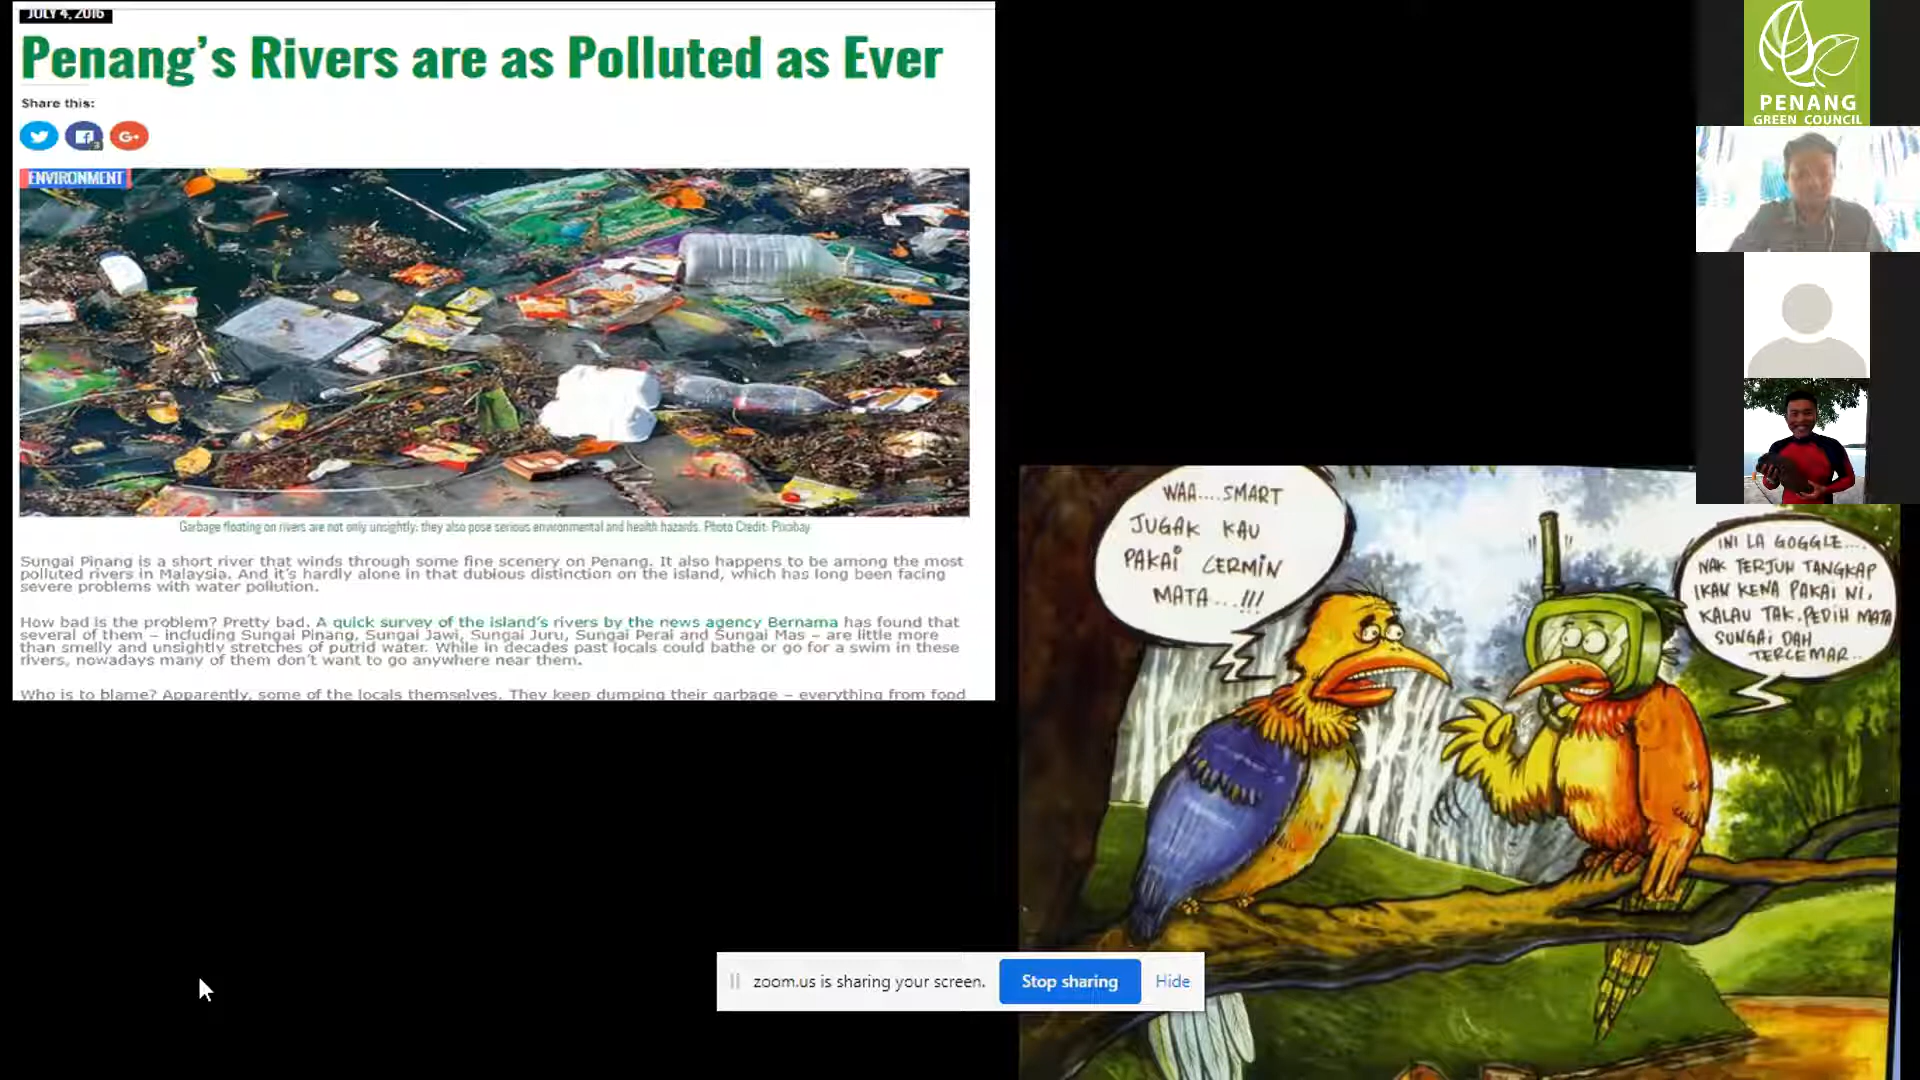 JULY 4, 2016
Penang's Rivers are as Polluted as Ever
Share this:
ENVIRONMENT
Garbage floating on rivers are not only unsightly; they also pose serious environmental and health hazards. Photo Credit: Pixabay
Sungai Pinang is a short river that winds through some fine scenery on Penang. It also happens to be among the most
polluted rivers in Malaysia. And it's hardly alone in that dubious distinction on the island, which has long been facing
severe problems with water pollution.
How bad is the problem? Pretty bad. A quick survey of the island's rivers by the news agency Bernama has found that
several of them – including Sungai Pinang, Sungai Jawi, Sungai Juru, Sungai Perai and Sungai Mas – are little more
than smelly and unsightly stretches of putrid water. While in decades past locals could bathe or go for a swim in these
rivers, nowadays many of them don't want to go anywhere near them.
Who is to blame? Apparently, some of the locals themselves. They keep dumping their garbage – everything from food
WAA....SMART
JUGAK KAU
PAKAI CERMIN
MATA...!!!
INI LA GOGGLE....
NAK TERJUN TANGKAP
IKAN KENA PAKAI NI,
KALAU TAK. PEDIH MATA
SUNGAI DAH
TERCEMAR..
PENANG
GREEN COUNCIL
zoom.us is sharing your screen.
Stop sharing
Hide